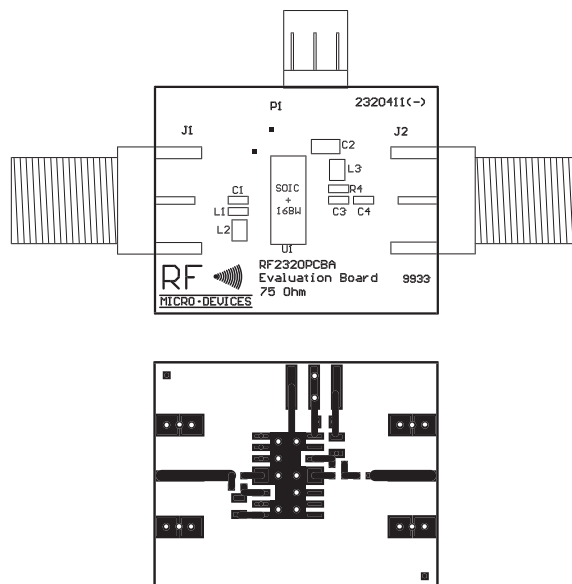 P1
2320411(-)
J1
J2
C2
L3
SOIC
+
16BW
R4
C1
C3
C4
L1
L2
U1
RF
MICRO•DEVICES
RF2320PCBA
Evaluation Board
75 Ohm
9933